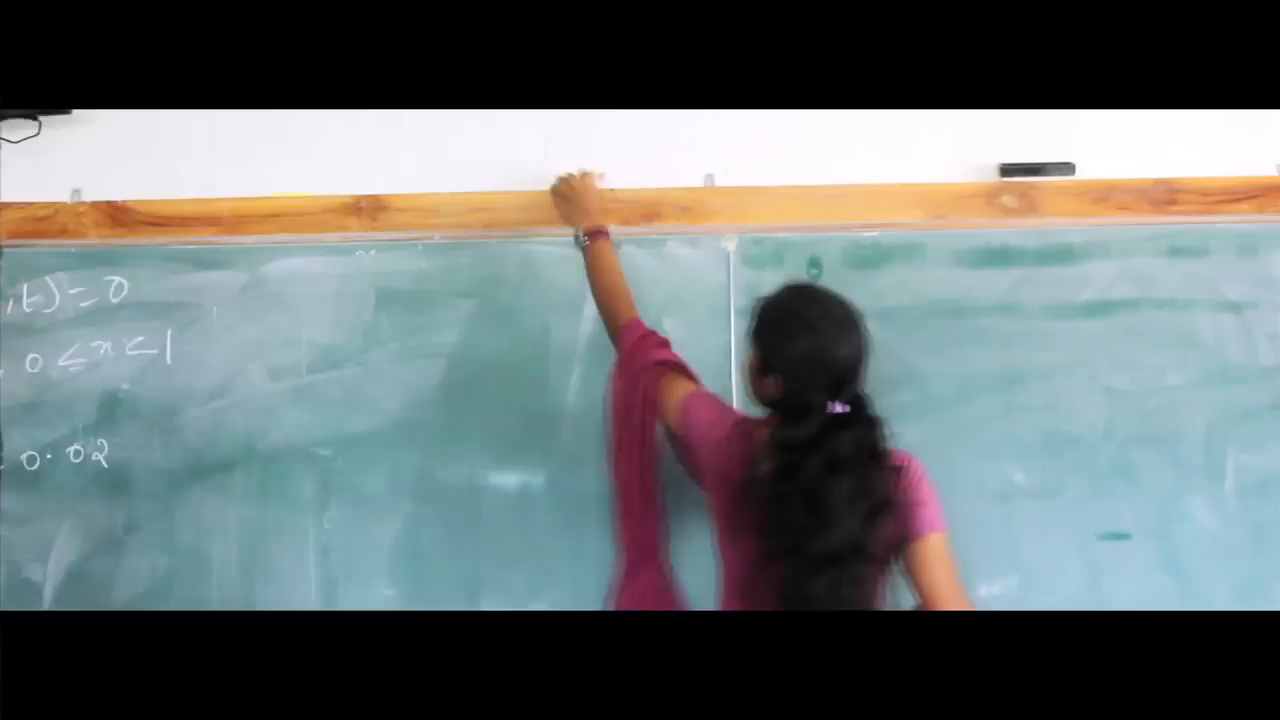 ,t) = 0
0 ≤ x < 1
0.02